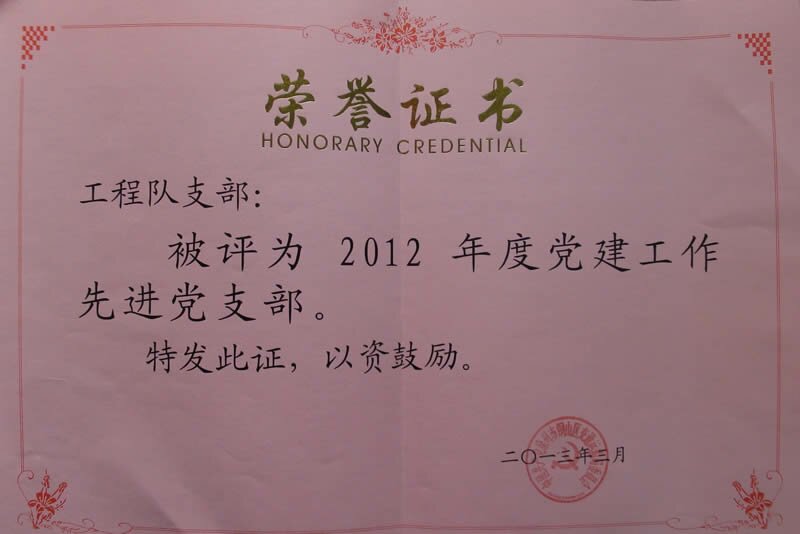 荣誉证书
HONORARY CREDENTIAL
工程队支部：
被评为 2012 年度党建工作
先进党支部。
特发此证，以资鼓励。
二〇一三年三月